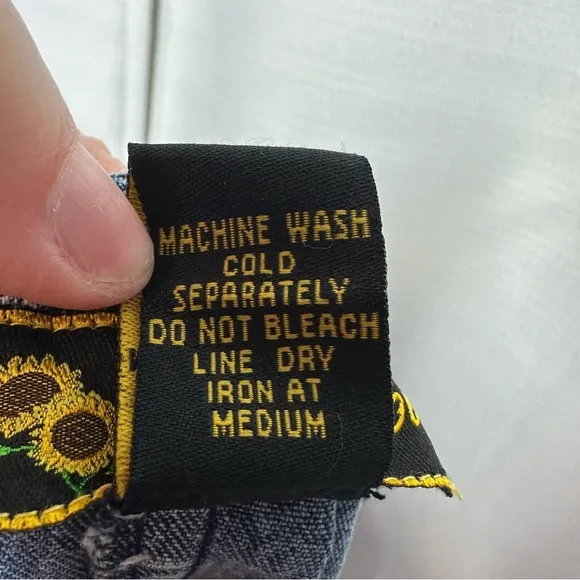 MACHINE WASH
COLD
SEPARATELY
DO NOT BLEACH
LINE DRY
IRON AT
MEDIUM